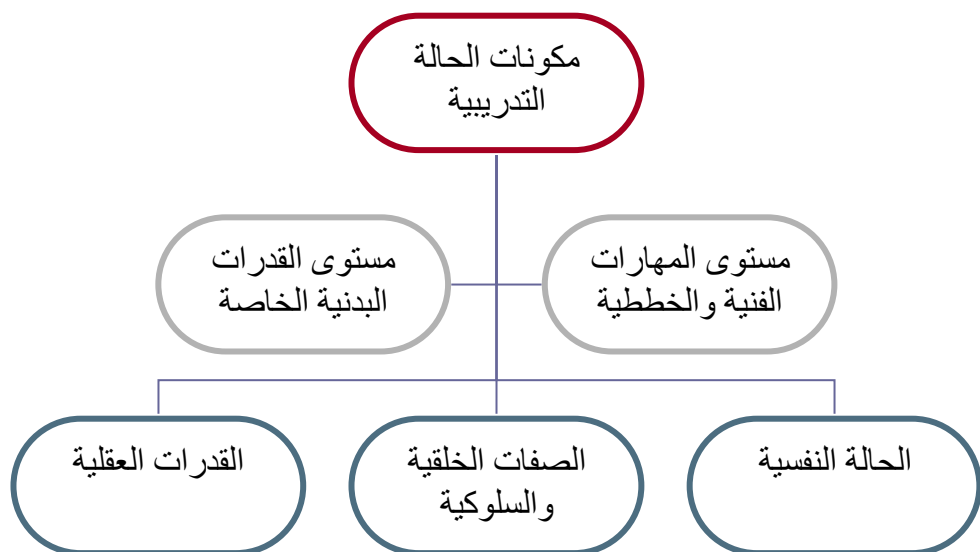 مكونات الحالة
التدريبية
مستوى المهارات
الفنية والخططية
مستوى القدرات
البدنية الخاصة
الحالة النفسية
الصفات الخلقية
والسلوكية
القدرات العقلية